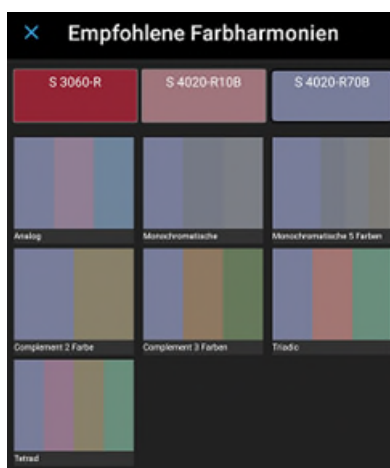 × Empfohlene Farbharmonien
S 3060-R S 4020-R10B S 4020-R70B
Analog Monochromatische Monochromatische 5 Farben
Complement 2 Farbe Complement 3 Farben Triadic
Tetrad